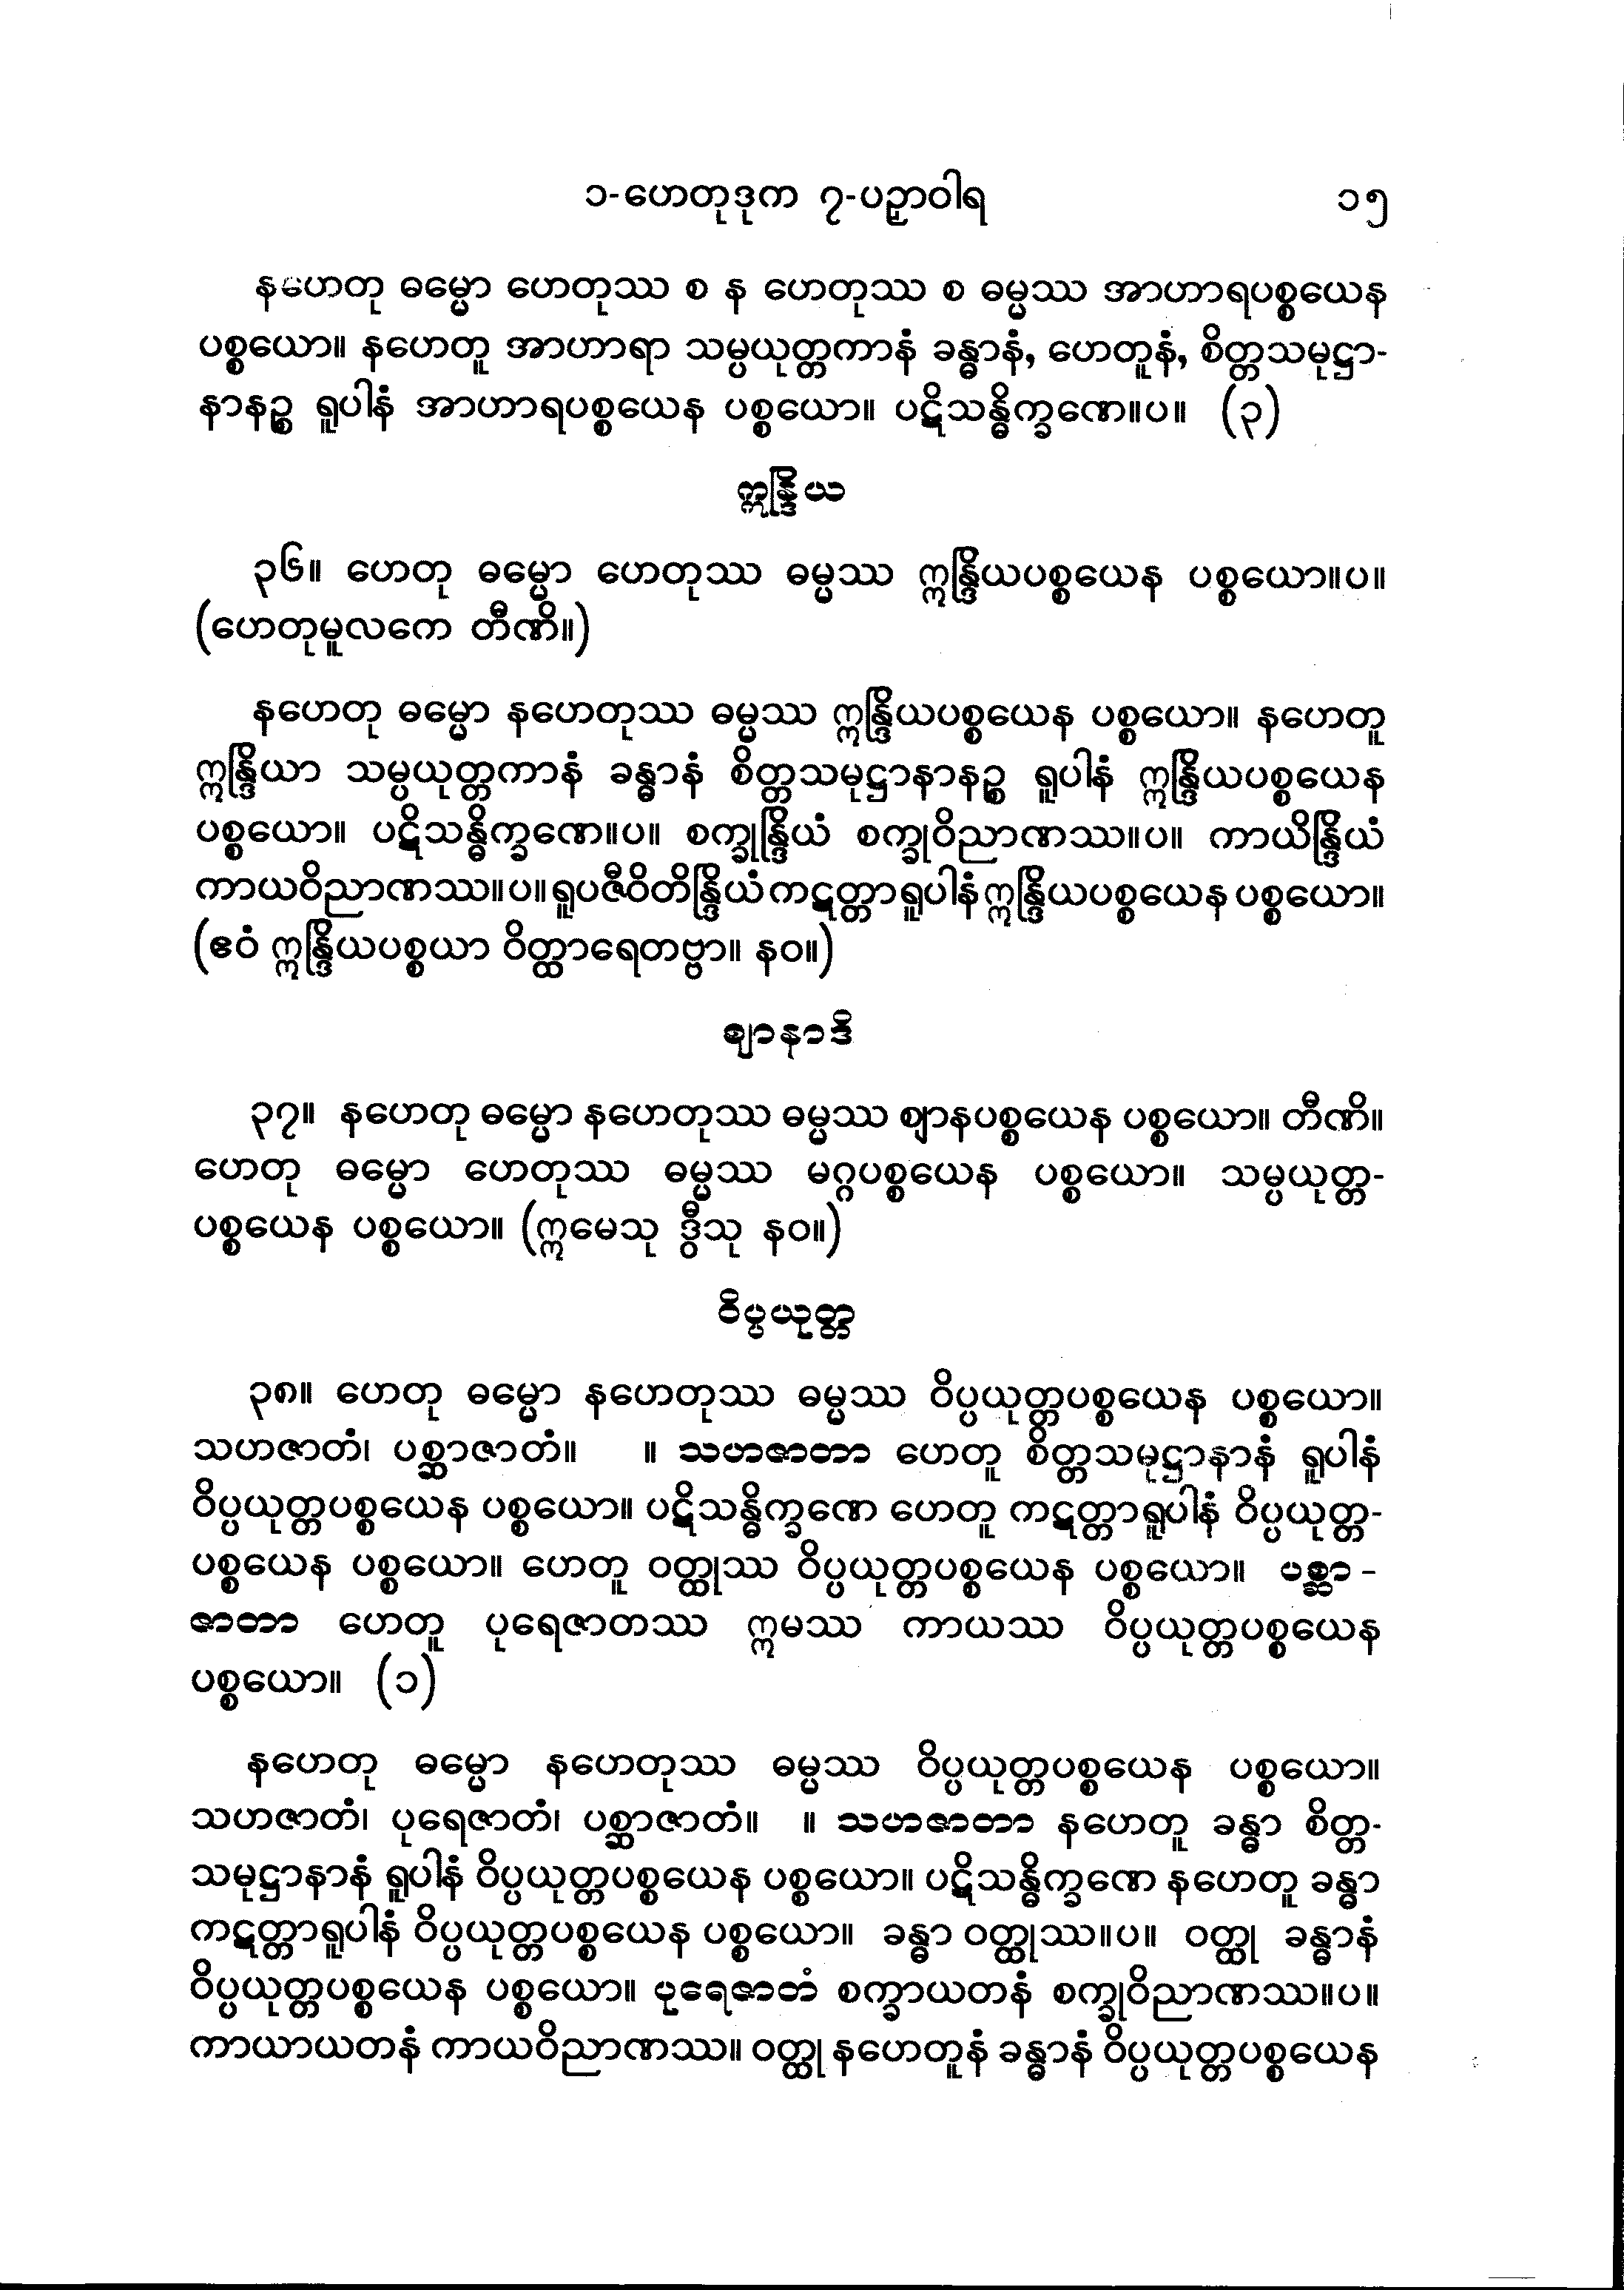 ၁-ဟေတုဒုက ၇-ပဉှာဝါရ ၁၅
နဟေတု ဓမ္မော ဟေတုဿ စ န ဟေတုဿ စ ဓမ္မဿ အာဟာရပစ္စယေန
ပစ္စယော။ နဟေတူ အာဟာရာ သမ္ပယုတ္တကာနံ ခန္ဓာနံ, ဟေတူနံ, စိတ္တသမုဋ္ဌာ-
နာနဉ္စ ရူပါနံ အာဟာရပစ္စယေန ပစ္စယော။ ပဋိသန္ဓိက္ခဏေ။ပ။ (၃)
ဣန္ဒြိယ
၃၆။ ဟေတု ဓမ္မော ဟေတုဿ ဓမ္မဿ ဣန္ဒြိယပစ္စယေန ပစ္စယော။ပ။
(ဟေတုမူလကေ တီဏိ။)
နဟေတု ဓမ္မော နဟေတုဿ ဓမ္မဿ ဣန္ဒြိယပစ္စယေန ပစ္စယော။ နဟေတူ
ဣန္ဒြိယာ သမ္ပယုတ္တကာနံ ခန္ဓာနံ စိတ္တသမုဋ္ဌာနာနဉ္စ ရူပါနံ ဣန္ဒြိယပစ္စယေန
ပစ္စယော။ ပဋိသန္ဓိက္ခဏေ။ပ။ စက္ခုန္ဒြိယံ စက္ခုဝိညာဏဿ။ပ။ ကာယိန္ဒြိယံ
ကာယဝိညာဏဿ။ပ။ ရူပဇီဝိတိန္ဒြိယံ ကဋတ္တာရူပါနံ ဣန္ဒြိယပစ္စယေန ပစ္စယော။
(ဧဝံ ဣန္ဒြိယပစ္စယာ ဝိတ္ထာရေတဗ္ဗာ။ နဝ။)
ဈာနာဒိ
၃၇။ နဟေတု ဓမ္မော နဟေတုဿ ဓမ္မဿ ဈာနပစ္စယေန ပစ္စယော။ တီဏိ။
ဟေတု ဓမ္မော ဟေတုဿ ဓမ္မဿ မဂ္ဂပစ္စယေန ပစ္စယော။ သမ္ပယုတ္တ-
ပစ္စယေန ပစ္စယော။ (ဣမေသု ဒွီသု နဝ။)
ဝိပ္ပယုတ္တ
၃၈။ ဟေတု ဓမ္မော နဟေတုဿ ဓမ္မဿ ဝိပ္ပယုတ္တပစ္စယေန ပစ္စယော။
သဟဇာတံ၊ ပစ္ဆာဇာတံ။ ။ သဟဇာတာ ဟေတူ စိတ္တသမုဋ္ဌာနာနံ ရူပါနံ
ဝိပ္ပယုတ္တပစ္စယေန ပစ္စယော။ ပဋိသန္ဓိက္ခဏေ ဟေတူ ကဋတ္တာရူပါနံ ဝိပ္ပယုတ္တ-
ပစ္စယေန ပစ္စယော။ ဟေတူ ဝတ္ထုဿ ဝိပ္ပယုတ္တပစ္စယေန ပစ္စယော။ ပစ္ဆာ-
ဇာတာ ဟေတူ ပုရေဇာတဿ ဣမဿ ကာယဿ ဝိပ္ပယုတ္တပစ္စယေန
ပစ္စယော။ (၁)
နဟေတု ဓမ္မော နဟေတုဿ ဓမ္မဿ ဝိပ္ပယုတ္တပစ္စယေန ပစ္စယော။
သဟဇာတံ၊ ပုရေဇာတံ၊ ပစ္ဆာဇာတံ။ ။ သဟဇာတာ နဟေတူ ခန္ဓာ စိတ္တ-
သမုဋ္ဌာနာနံ ရူပါနံ ဝိပ္ပယုတ္တပစ္စယေန ပစ္စယော။ ပဋိသန္ဓိက္ခဏေ နဟေတူ ခန္ဓာ
ကဋတ္တာရူပါနံ ဝိပ္ပယုတ္တပစ္စယေန ပစ္စယော။ ခန္ဓာ ဝတ္ထုဿ။ပ။ ဝတ္ထု ခန္ဓာနံ
ဝိပ္ပယုတ္တပစ္စယေန ပစ္စယော။ ပုရေဇာတံ စက္ခာယတနံ စက္ခုဝိညာဏဿ။ပ။
ကာယာယတနံ ကာယဝိညာဏဿ။ ဝတ္ထု နဟေတူနံ ခန္ဓာနံ ဝိပ္ပယုတ္တပစ္စယေန